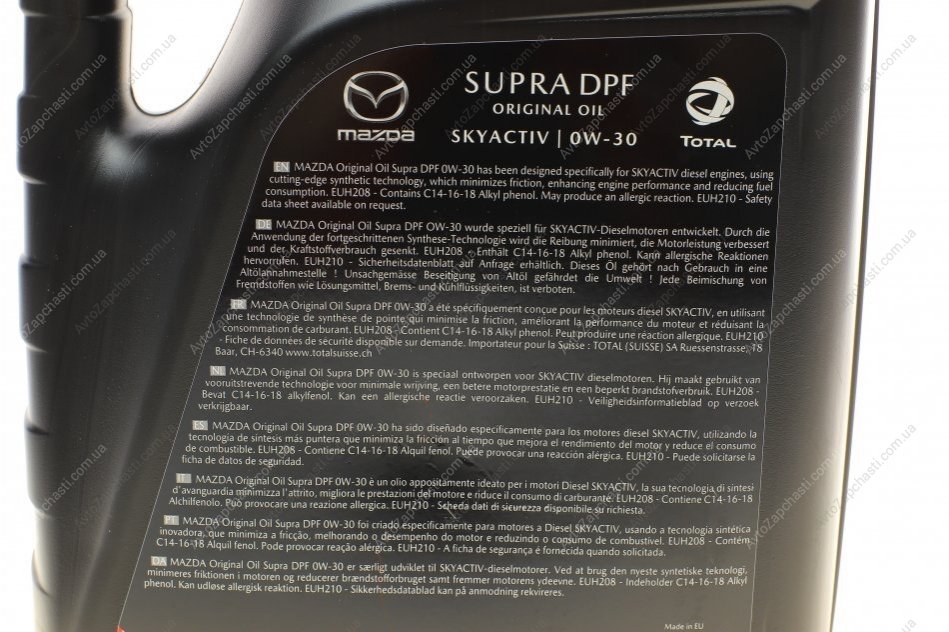 SUPRA DPF
ORIGINAL OIL
SKYACTIV | 0W-30
mazda
TOTAL
EN MAZDA Original Oil Supra DPF 0W-30 has been designed specifically for SKYACTIV diesel engines, using
cutting-edge synthetic technology, which minimizes friction, enhancing engine performance and reducing fuel
consumption. EUH208 - Contains C14-16-18 Alkyl phenol. May produce an allergic reaction. EUH210 - Safety
data sheet available on request.
DE MAZDA Original Oil Supra DPF 0W-30 wurde speziell für SKYACTIV-Dieselmotoren entwickelt. Durch die
Anwendung der fortgeschrittenen Synthese-Technologie wird die Reibung minimiert, die Motorleistung verbessert
und der Kraftstoffverbrauch gesenkt. EUH208 - Enthält C14-16-18 Alkyl phenol. Kann allergische Reaktionen
hervorrufen. EUH210 - Sicherheitsdatenblatt auf Anfrage erhältlich. Dieses Öl gehört nach Gebrauch in eine
Altölannahmestelle ! Unsachgemässe Beseitigung von Altöl gefährdet die Umwelt ! Jede Beimischung von
Fremdstoffen wie Lösungsmittel, Brems- und Kühlflüssigkeiten, ist verboten.
FR MAZDA Original Oil Supra DPF 0W-30 a été spécifiquement conçue pour les moteurs diesel SKYACTIV, en utilisant
une technologie de synthèse de pointe qui minimise la friction, améliorant la performance du moteur et réduisant la
consommation de carburant. EUH208 - Contient C14-16-18 Alkyl phenol. Peut produire une réaction allergique. EUH210
- Fiche de données de sécurité disponible sur demande. Importateur pour la Suisse : TOTAL (SUISSE) SA Ruessenstrasse, 18
Baar, CH-6340 www.totalsuisse.ch
NL MAZDA Original Oil Supra DPF 0W-30 is speciaal ontworpen voor SKYACTIV dieselmotoren. Hij maakt gebruikt van
vooruitstrevende technologie voor minimale wrijving, een betere motorprestatie en een beperkt brandstofverbruik. EUH208 -
Bevat C14-16-18 alkylfenol. Kan een allergische reactie veroorzaken. EUH210 - Veiligheidsinformatieblad op verzoek
verkrijgbaar.
ES MAZDA Original Oil Supra DPF 0W-30 ha sido diseñado especificamente para los motores diesel SKYACTIV, utilizando la
tecnologia de sintesis más puntera que minimiza la fricción al tiempo que mejora el rendimiento del motor y reduce el consumo
de combustible. EUH208 - Contiene C14-16-18 Alquil fenol. Puede provocar una reacción alérgica. EUH210 - Puede solicitarse la
ficha de datos de seguridad.
IT MAZDA Original Oil Supra DPF 0W-30 è un olio appositamente ideato per i motori Diesel SKYACTIV, la sua tecnologia di sintesi
d'avanguardia minimizza l'attrito, migliora le prestazioni del motore e riduce il consumo di carburante. EUH208 - Contiene C14-16-18
Alchilfenolo. Può provocare una reazione allergica. EUH210 - Scheda dati di sicurezza disponibile su richiesta.
PT MAZDA Original Oil Supra DPF 0W-30 foi criado especificamente para motores a Diesel SKYACTIV, usando a tecnologia sintética
inovadora, que minimiza a fricção, melhorando o desempenho do motor e reduzindo o consumo de combustível. EUH208 - Contém
C14-16-18 Alquil fenol. Pode provocar reação alérgica. EUH210 - A ficha de segurança é fornecida quando solicitada.
DA MAZDA Original Oil Supra DPF 0W-30 er særligt udviklet til SKYACTIV-dieselmotorer. Ved at brug den nyeste syntetiske teknologi,
minimeres friktionen i motoren og reducerer brændstofforbruget samt fremmer motorens ydeevne. EUH208 - Indeholder C14-16-18 Alkyl
phenol. Kan udløse allergisk reaktion. EUH210 - Sikkerhedsdatablad kan på anmodning rekvireres.
Made in EU
AvtoZapchasti.com.ua